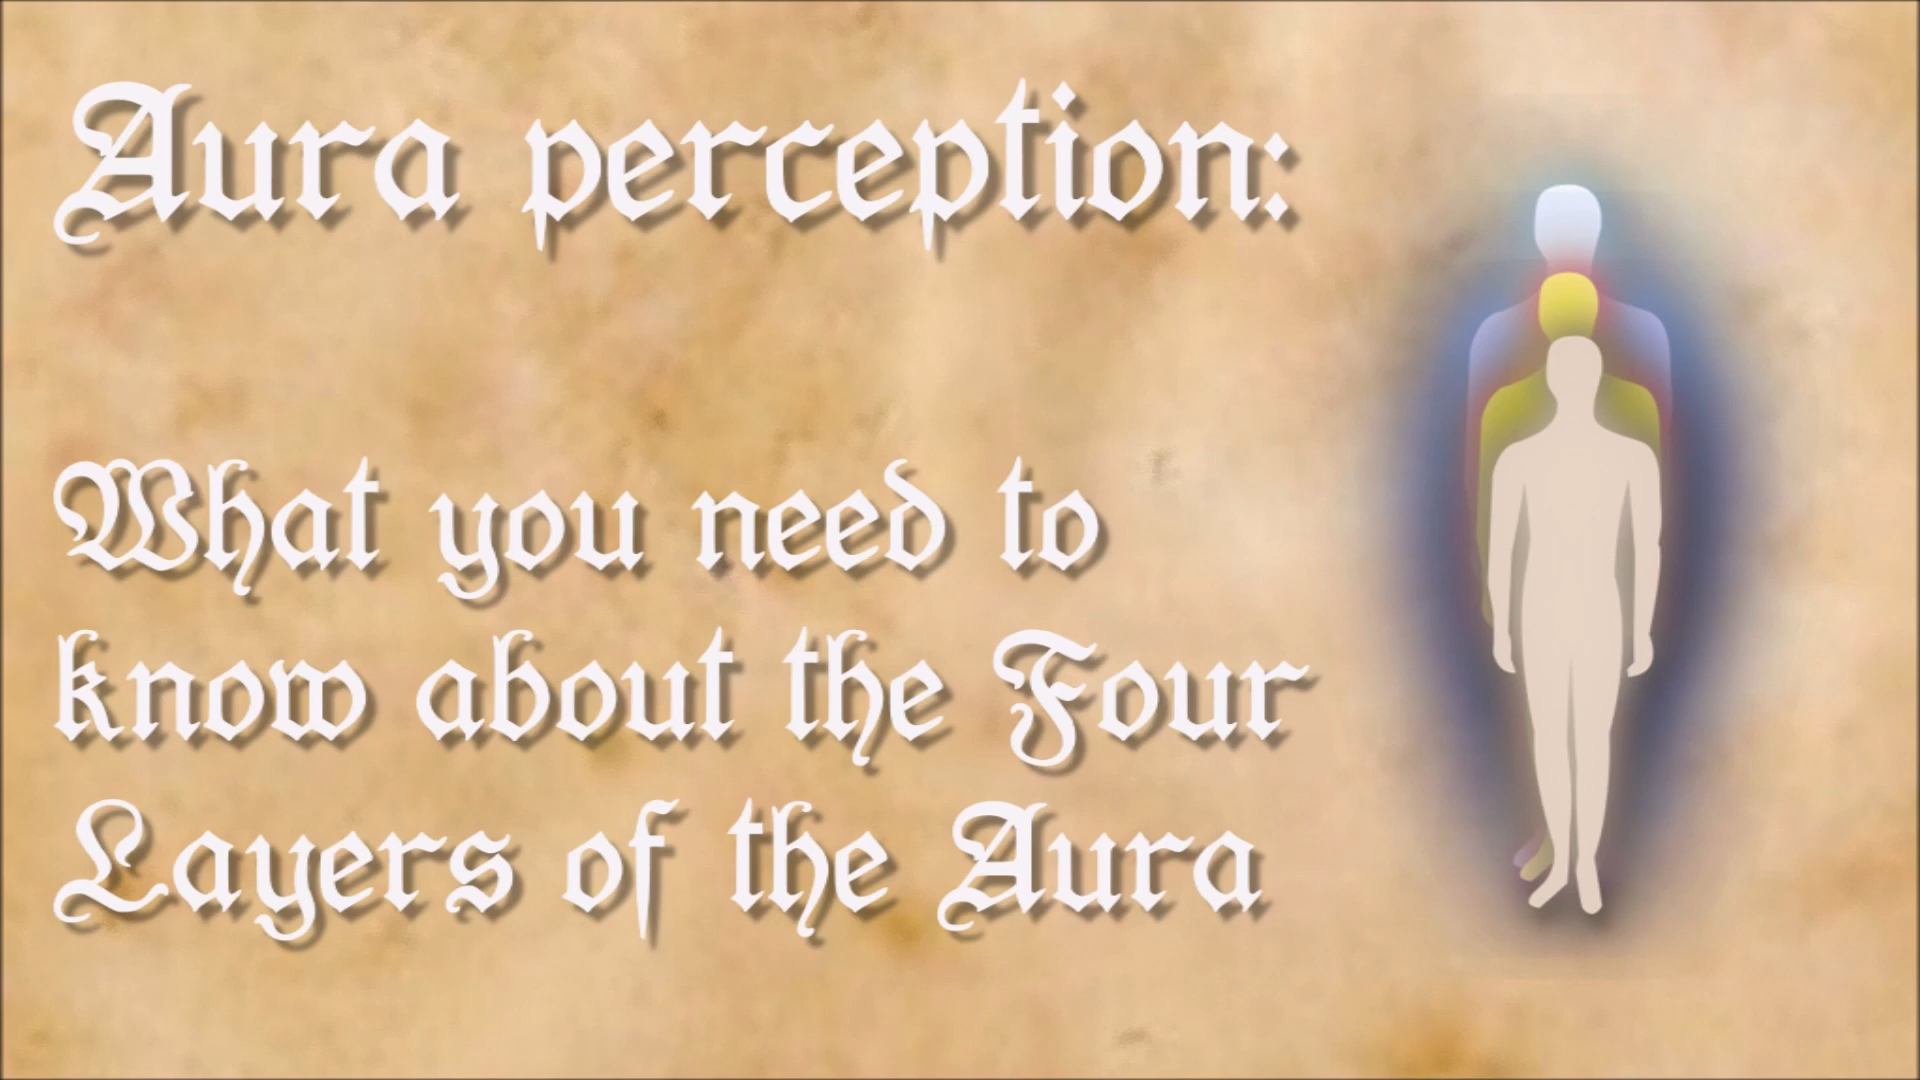 Aura perception:
What you need to
know about the Four
Layers of the Aura